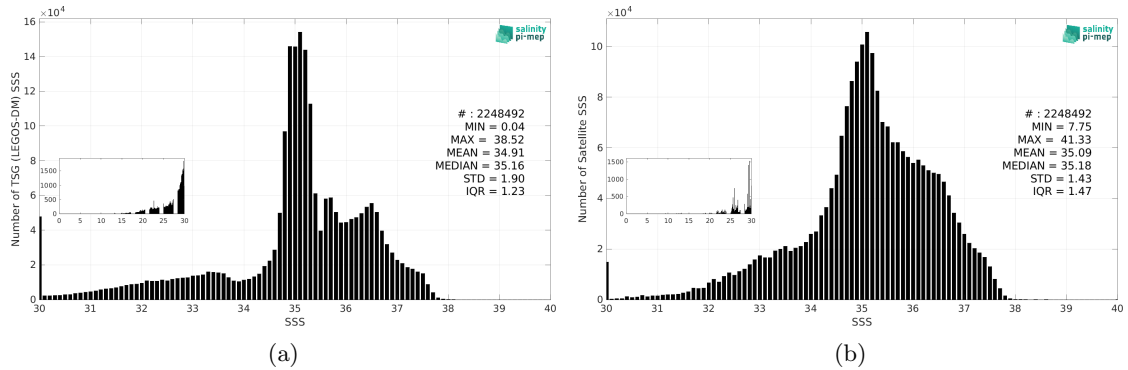 ×10⁴
16
14
12
10
8
6
4
2
0
Number of TSG (LEGOS-DM) SSS
salinity
pi-mep
# : 2248492
MIN = 0.04
MAX = 38.52
MEAN = 34.91
MEDIAN = 35.16
STD = 1.90
IQR = 1.23
1500
1000
500
0
0 5 10 15 20 25 30
30 31 32 33 34 35 36 37 38 39 40
SSS
(a)
×10⁴
10
8
6
4
2
0
Number of Satellite SSS
salinity
pi-mep
# : 2248492
MIN = 7.75
MAX = 41.33
MEAN = 35.09
MEDIAN = 35.18
STD = 1.43
IQR = 1.47
1500
1000
500
0
0 5 10 15 20 25 30
30 31 32 33 34 35 36 37 38 39 40
SSS
(b)